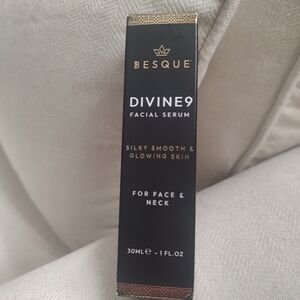 BESQUE
DIVINE9
FACIAL SERUM
SILKY SMOOTH &
GLOWING SKIN
FOR FACE &
NECK
30ML℮ - 1 FL.OZ